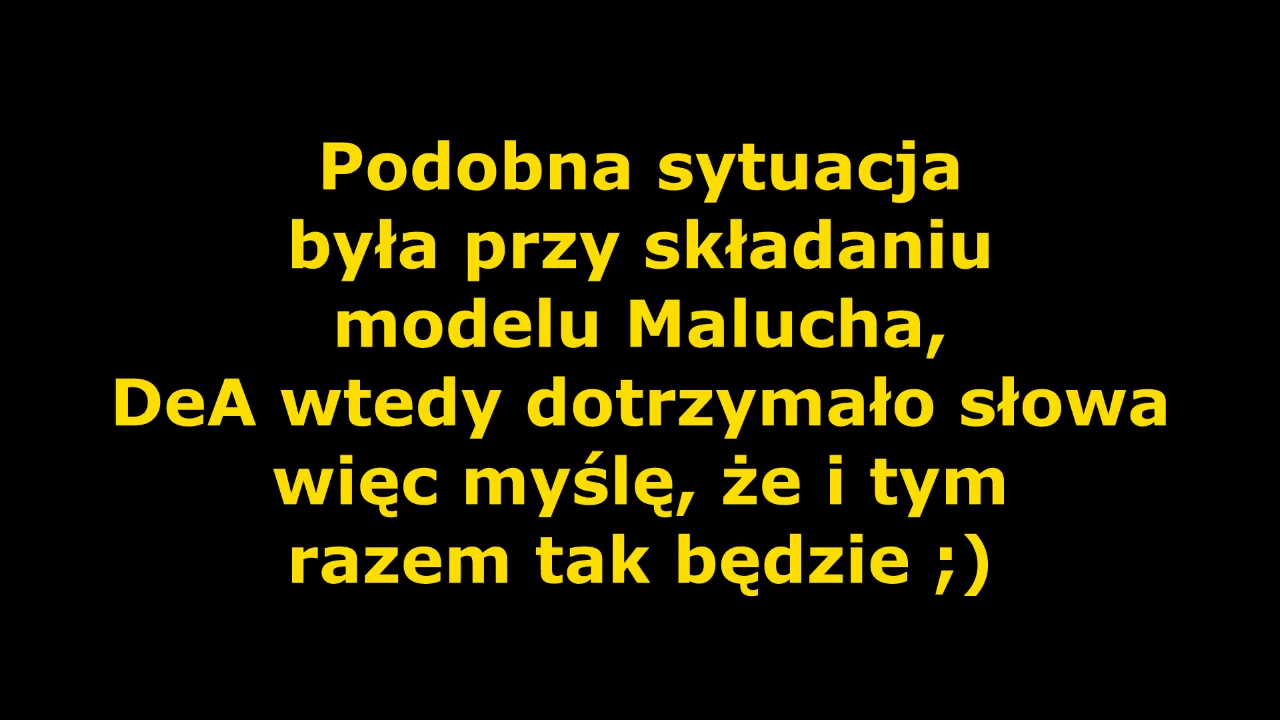 Podobna sytuacja
była przy składaniu
modelu Malucha,
DeA wtedy dotrzymało słowa
więc myślę, że i tym
razem tak będzie ;)